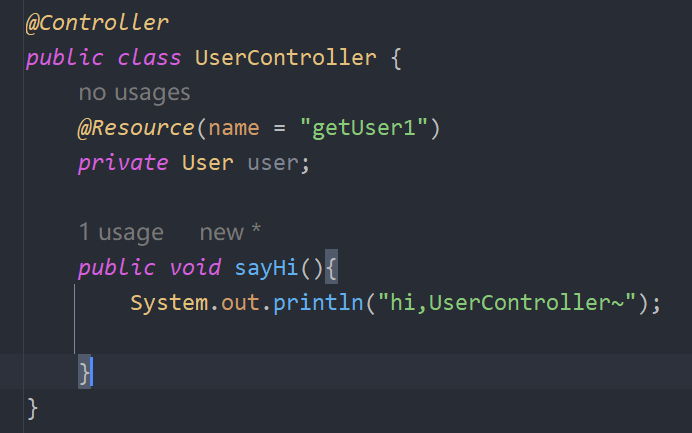 @Controller
public class UserController {
no usages
@Resource(name = "getUser1")
private User user;
1 usage new *
public void sayHi(){
System.out.println("hi,UserController~");
}
}